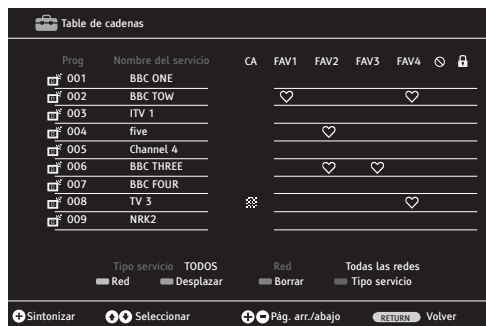 Table de cadenas
Prog Nombre del servicio CA FAV1 FAV2 FAV3 FAV4
001 BBC ONE
002 BBC TOW
003 ITV 1
004 five
005 Channel 4
006 BBC THREE
007 BBC FOUR
008 TV 3
009 NRK2
Tipo servicio TODOS Red Todas las redes
Red Desplazar Borrar Tipo servicio
Sintonizar Seleccionar Pág. arr./abajo RETURN Volver